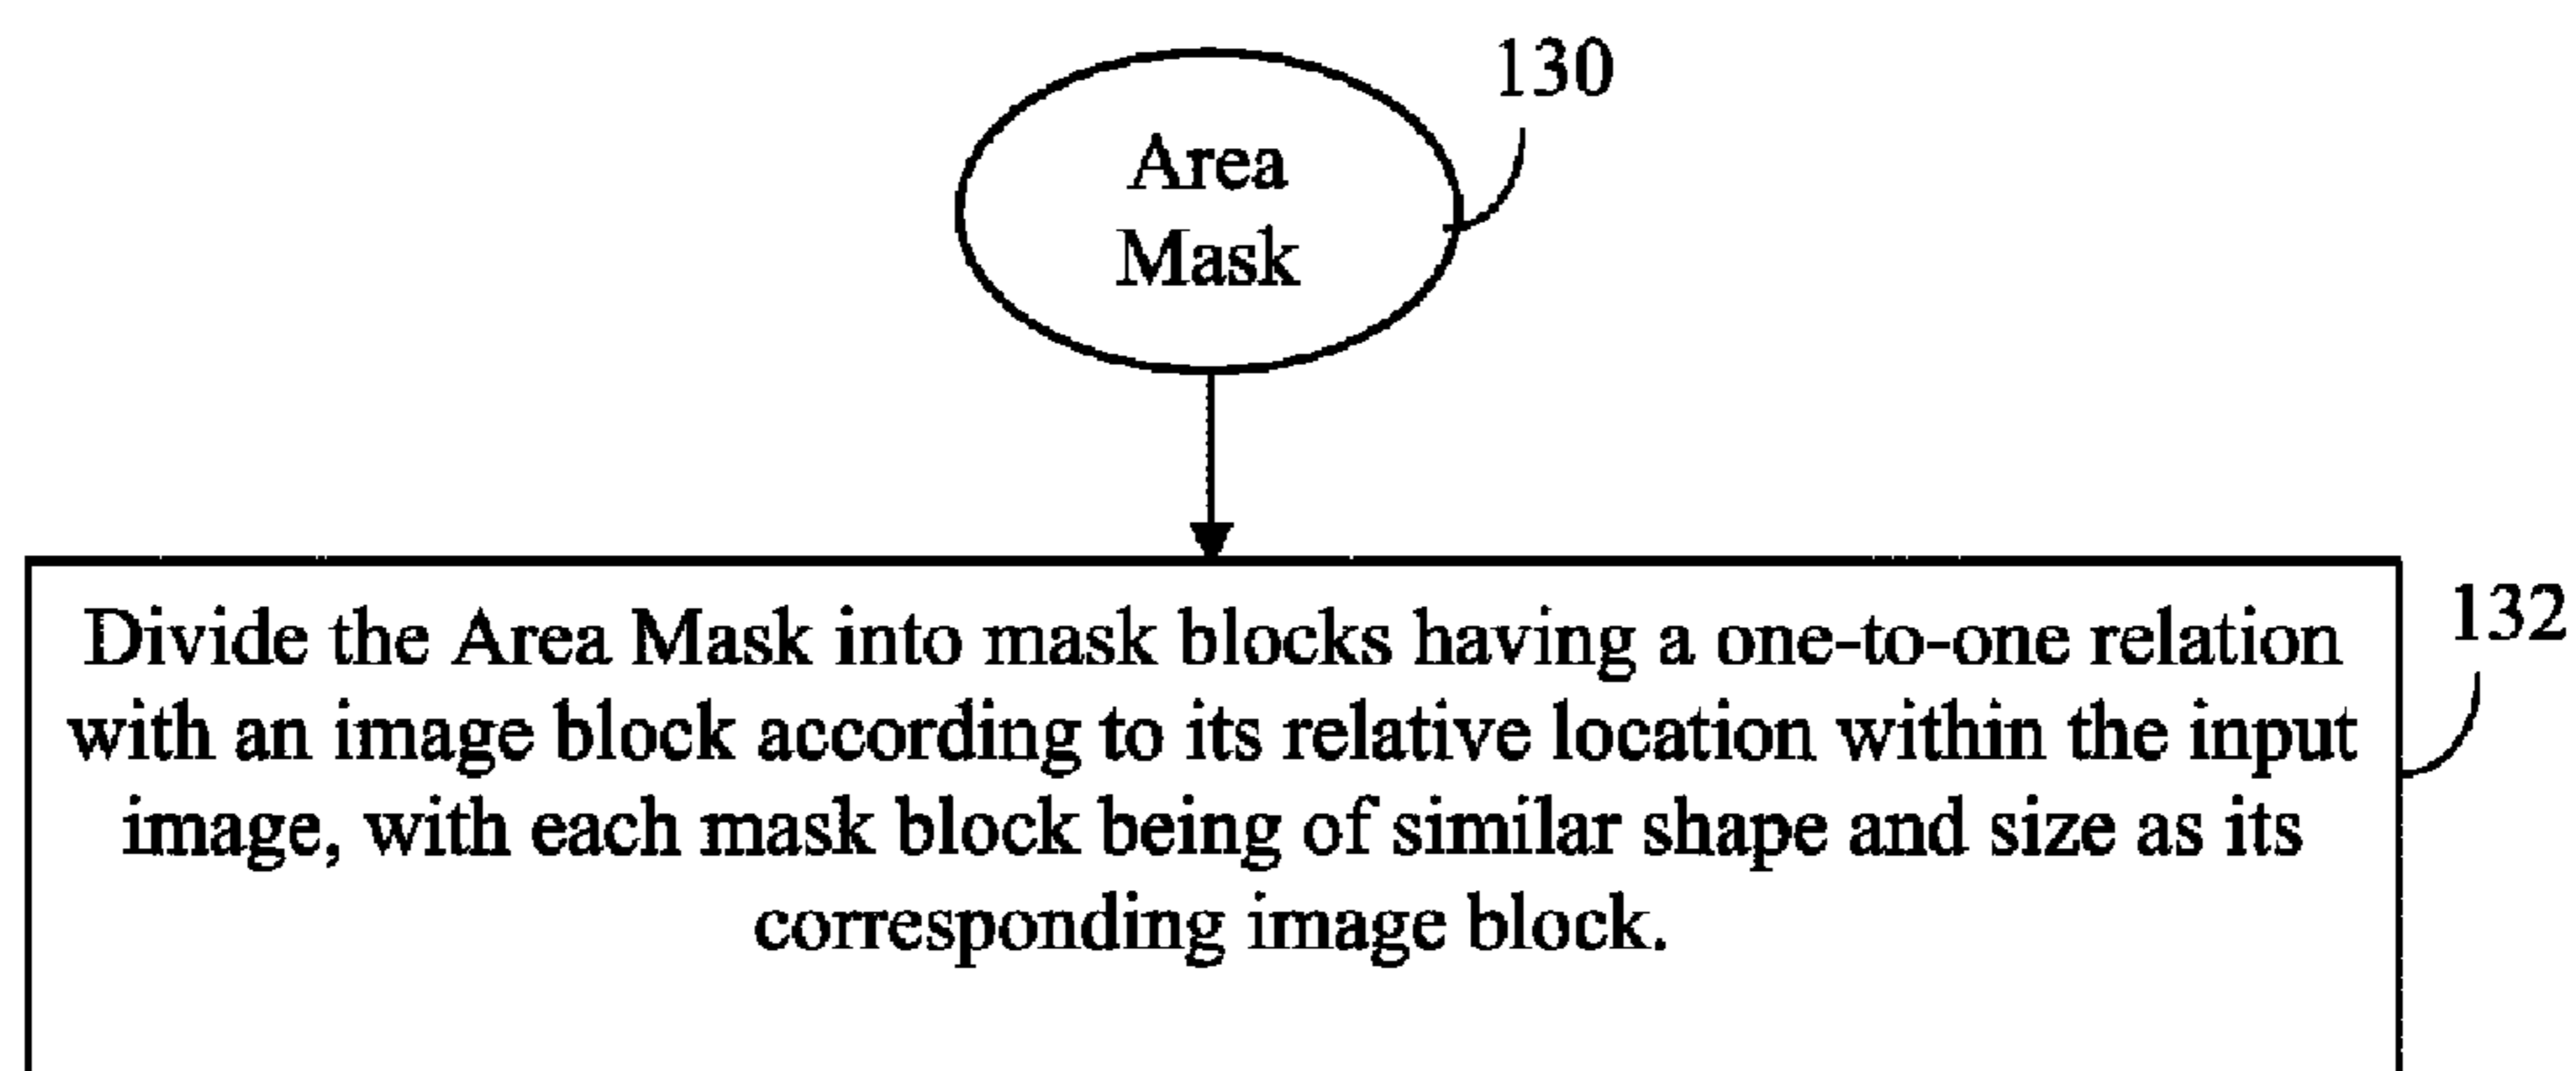 130
Area
Mask
132
Divide the Area Mask into mask blocks having a one-to-one relation
with an image block according to its relative location within the input
image, with each mask block being of similar shape and size as its
corresponding image block.